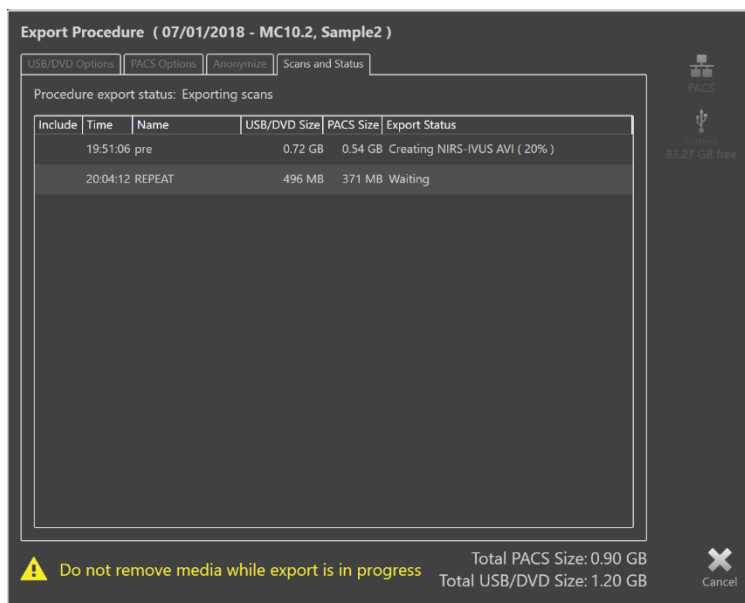 Export Procedure ( 07/01/2018 - MC10.2, Sample2 )
USB/DVD Options PACS Options Anonymize Scans and Status
PACS
Procedure export status: Exporting scans
Include Time Name USB/DVD Size PACS Size Export Status
Fortress
83.27 GB free
19:51:06 pre 0.72 GB 0.54 GB Creating NIRS-IVUS AVI ( 20% )
20:04:12 REPEAT 496 MB 371 MB Waiting
Do not remove media while export is in progress
Total PACS Size: 0.90 GB
Total USB/DVD Size: 1.20 GB
Cancel